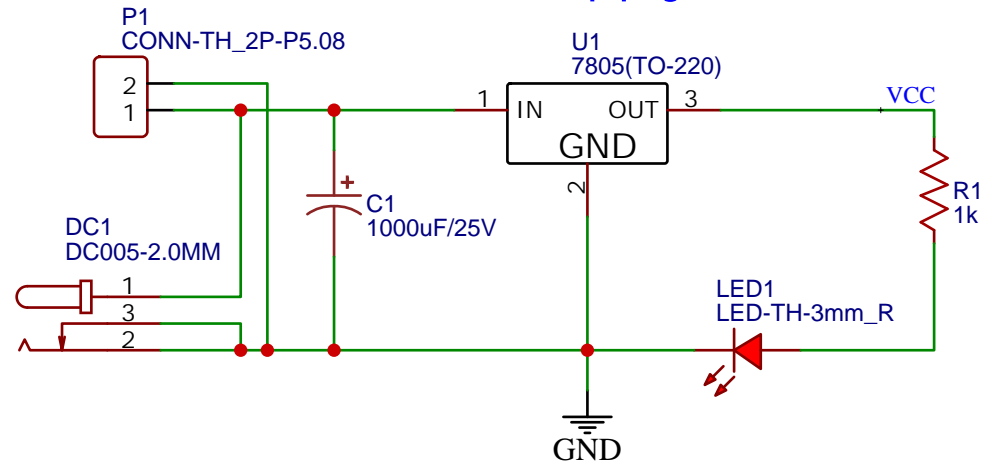 P1
CONN-TH_2P-P5.08
2
1
U1
7805(TO-220)
1
IN
OUT
3
GND
2
VCC
R1
1k
C1
1000uF/25V
DC1
DC005-2.0MM
1
3
2
LED1
LED-TH-3mm_R
GND